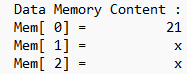 Data Memory Content :
Mem[ 0] =          21
Mem[ 1] =           x
Mem[ 2] =           x